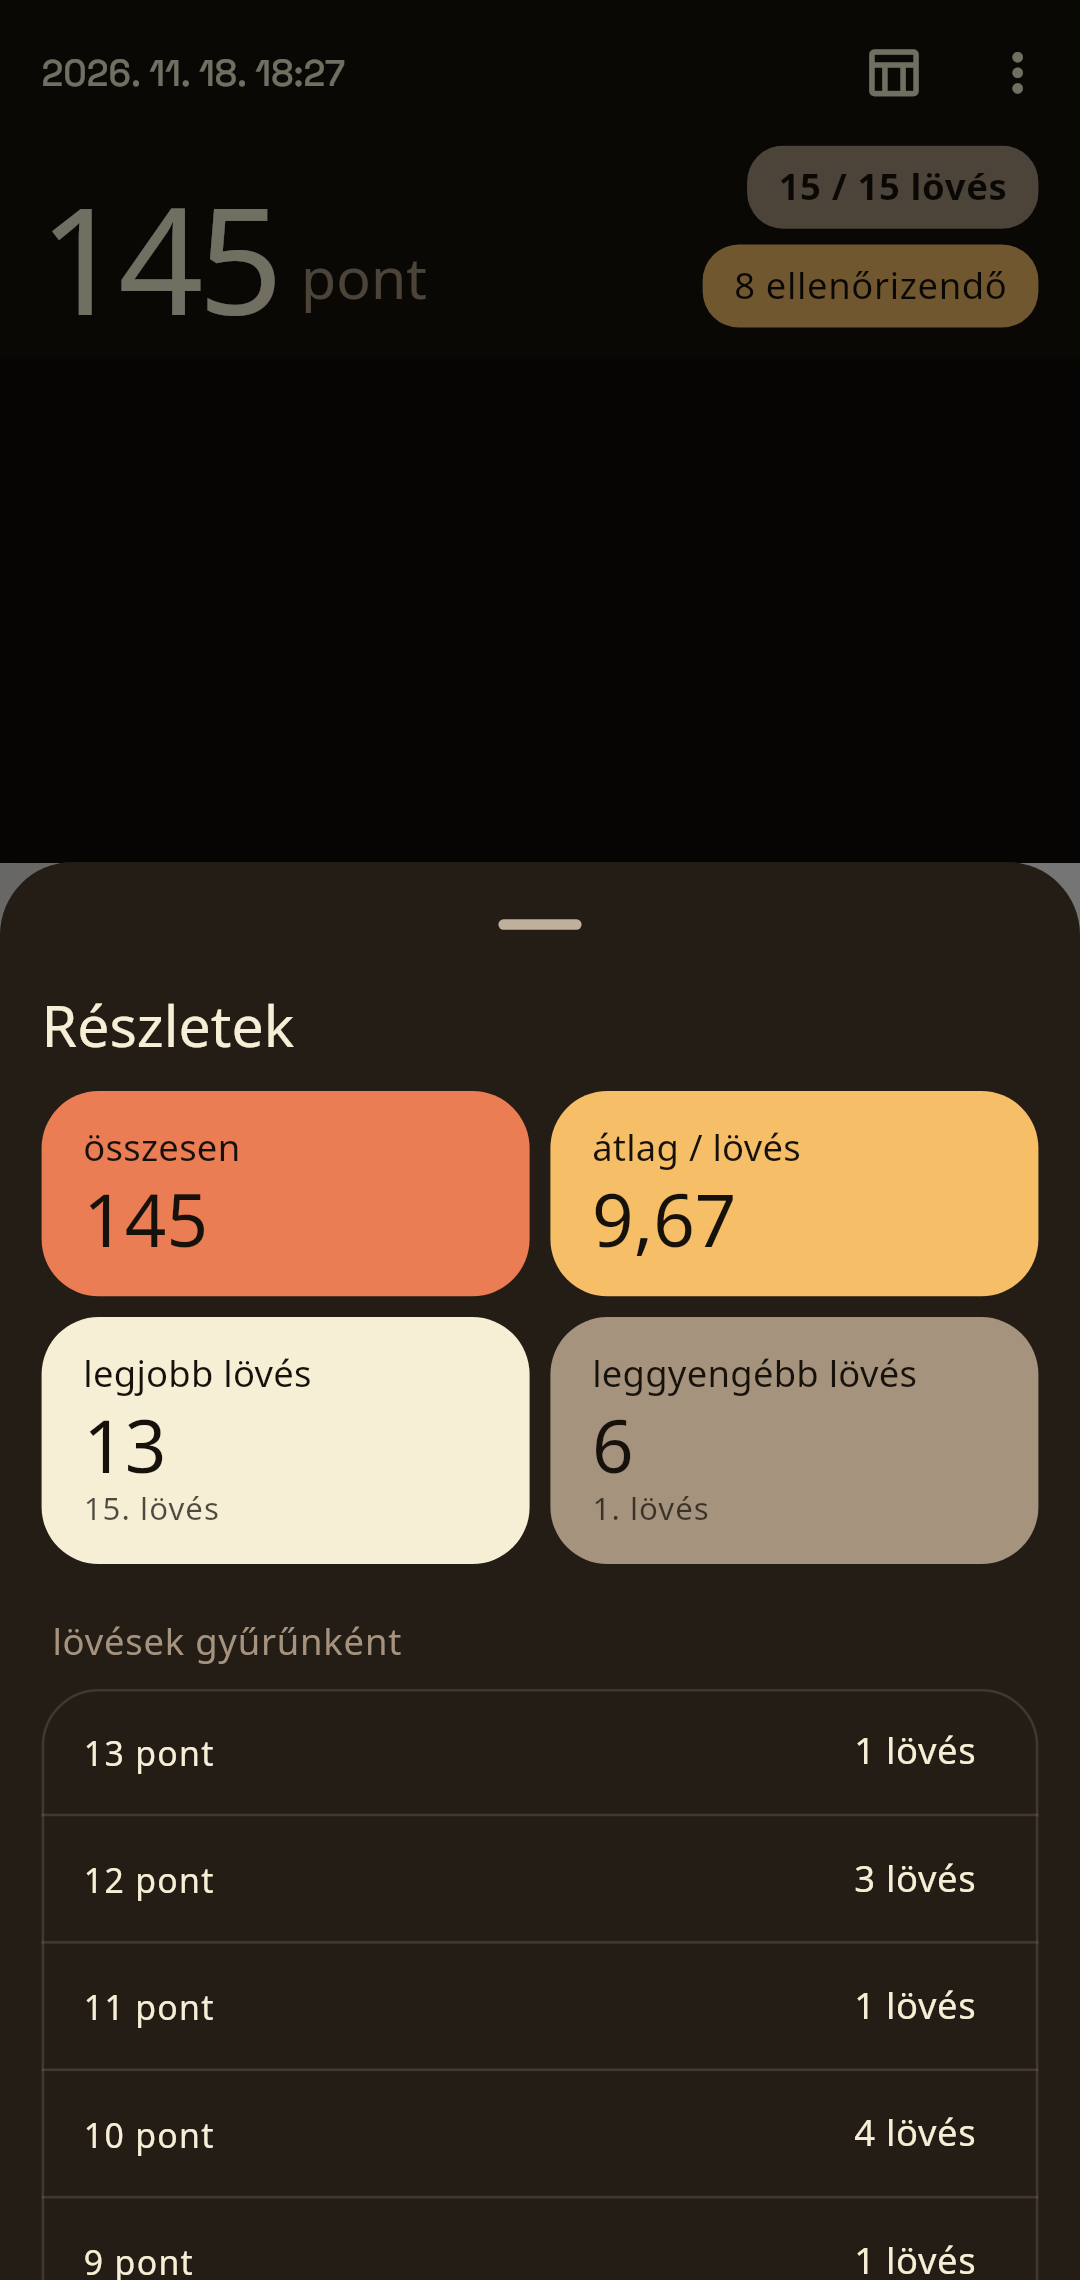 2026. 11. 18. 18:27
15 / 15 lövés
145 pont
8 ellenőrizendő
Részletek
összesen
145
átlag / lövés
9,67
legjobb lövés
13
15. lövés
leggyengébb lövés
6
1. lövés
lövések gyűrűnként
13 pont 1 lövés
12 pont 3 lövés
11 pont 1 lövés
10 pont 4 lövés
9 pont 1 lövés